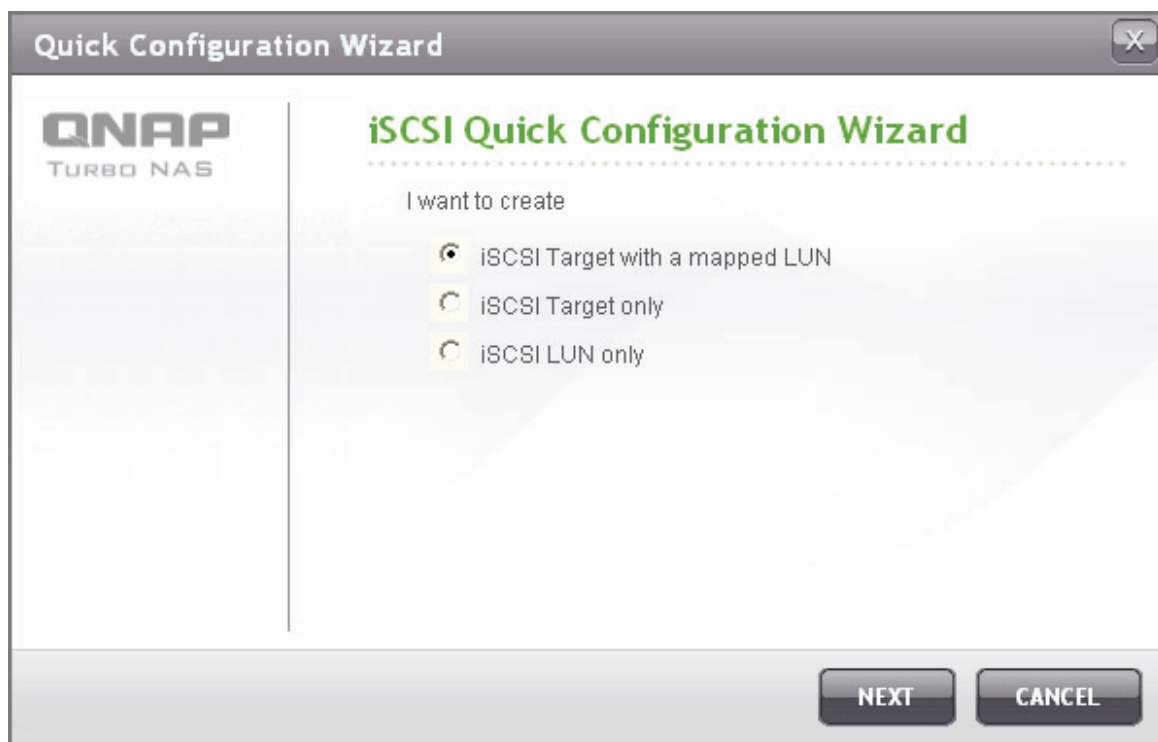 Quick Configuration Wizard
X
QNAP
TURBO NAS
iSCSI Quick Configuration Wizard
I want to create
iSCSI Target with a mapped LUN
iSCSI Target only
iSCSI LUN only
NEXT
CANCEL